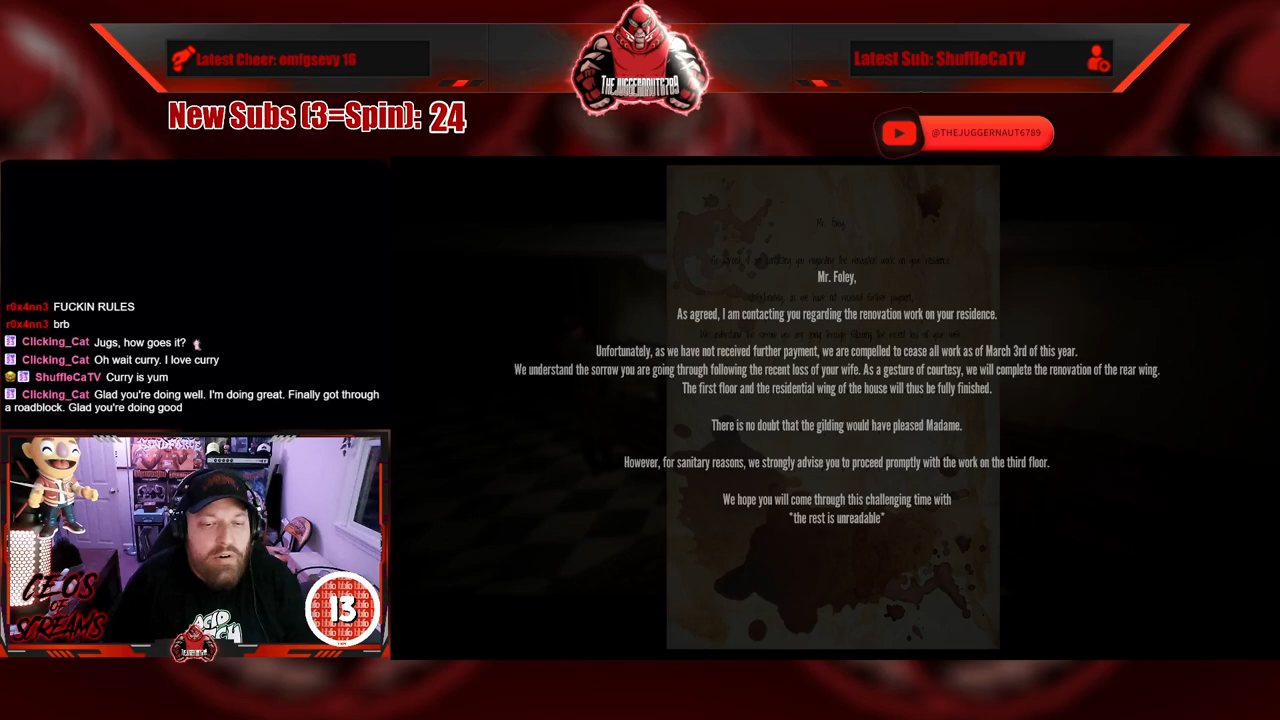 Latest Cheer: omfgsevy 16
THEJUGGERNAUT6789
Latest Sub: ShuffleCaTV
New Subs (3=Spin): 24
@THEJUGGERNAUT6789
r0x4nn3 FUCKIN RULES
r0x4nn3 brb
Clicking_Cat Jugs, how goes it?
Clicking_Cat Oh wait curry. I love curry
ShuffleCaTV Curry is yum
Clicking_Cat Glad you're doing well. I'm doing great. Finally got through
a roadblock. Glad you're doing good
Mr. Foley,
Mr. Foley,
As agreed, I am contacting you regarding the renovation work on your residence.
Unfortunately, as we have not received further payment, we are compelled to cease all work as of March 3rd of this year.
We understand the sorrow you are going through following the recent loss of your wife. As a gesture of courtesy, we will complete the renovation of the rear wing.
The first floor and the residential wing of the house will thus be fully finished.
There is no doubt that the gilding would have pleased Madame.
However, for sanitary reasons, we strongly advise you to proceed promptly with the work on the third floor.
We hope you will come through this challenging time with
*the rest is unreadable*
CEOS
OF
SCREAMS
13
ACID